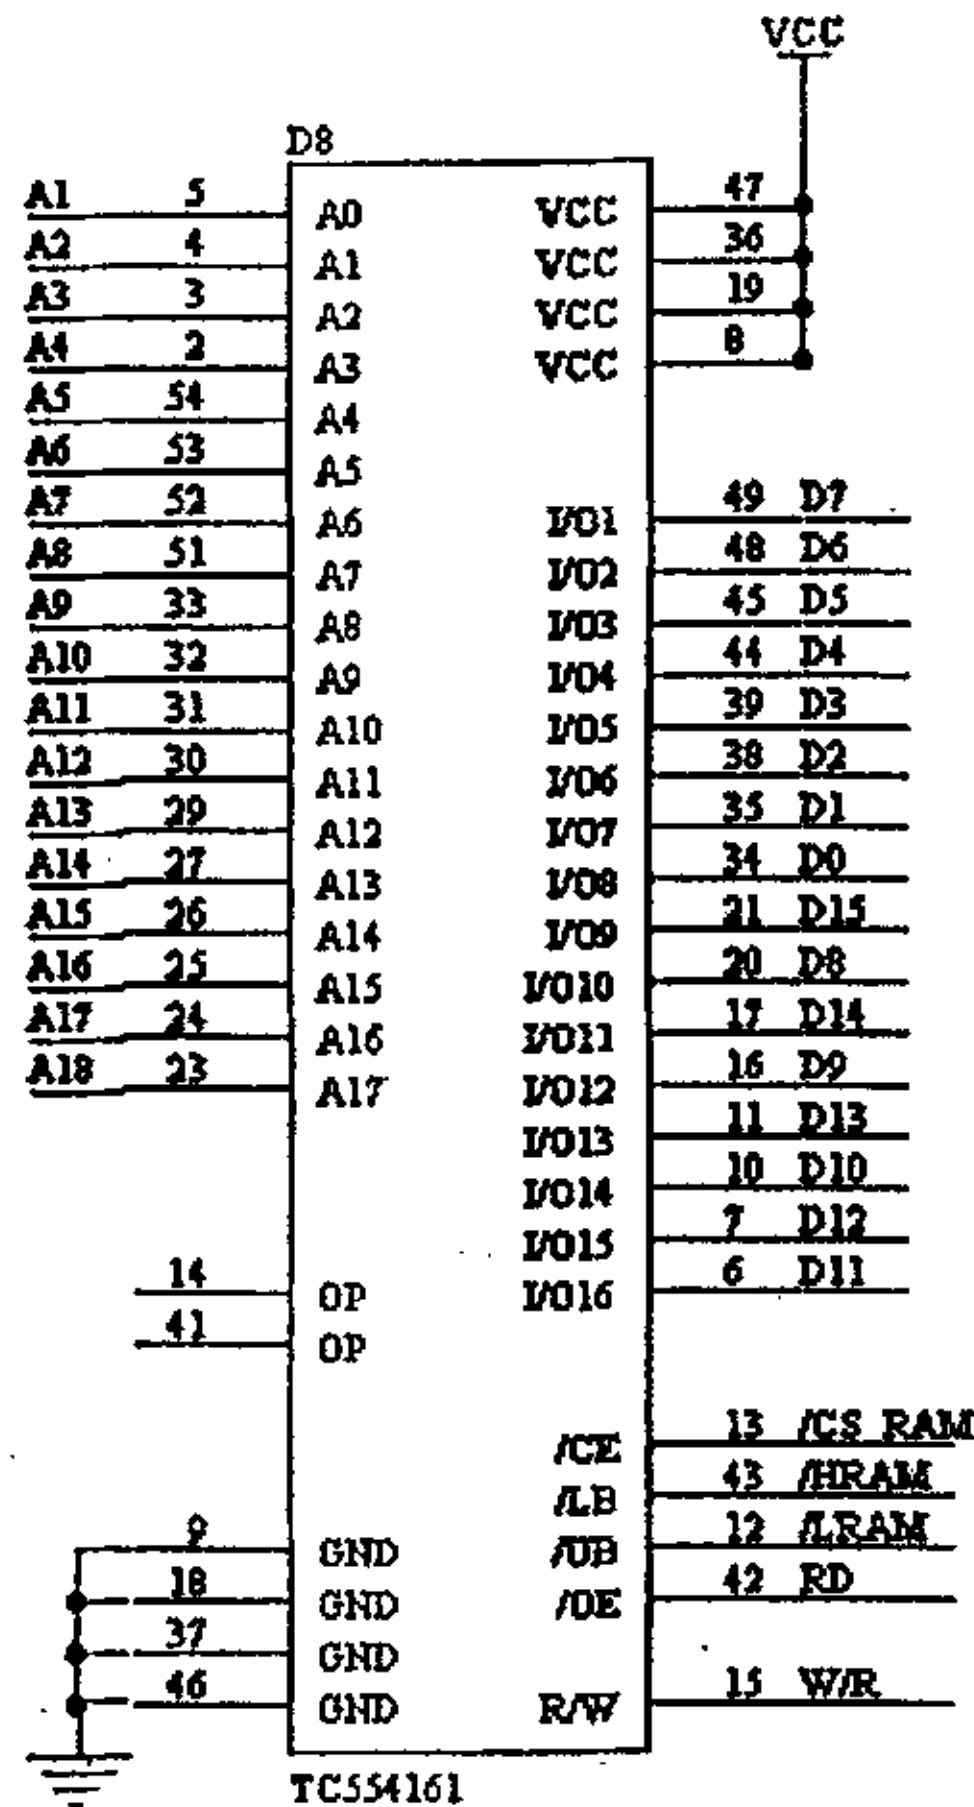 VCC
D8
A1 5 A0 VCC 47
A2 4 A1 VCC 36
A3 3 A2 VCC 19
A4 2 A3 VCC 8
A5 54 A4
A6 53 A5
A7 52 A6 I/O1 49 D7
A8 51 A7 I/O2 48 D6
A9 33 A8 I/O3 45 D5
A10 32 A9 I/O4 44 D4
A11 31 A10 I/O5 39 D3
A12 30 A11 I/O6 38 D2
A13 29 A12 I/O7 35 D1
A14 27 A13 I/O8 34 D0
A15 26 A14 I/O9 21 D15
A16 25 A15 I/O10 20 D8
A17 24 A16 I/O11 17 D14
A18 23 A17 I/O12 16 D9
I/O13 11 D13
I/O14 10 D10
I/O15 7 D12
14 OP I/O16 6 D11
41 OP
/CE 13 /CS RAM
/LB 43 /HRAM
9 GND /UB 12 /LRAM
18 GND /OE 42 RD
37 GND
46 GND R/W 15 W/R
TC554161